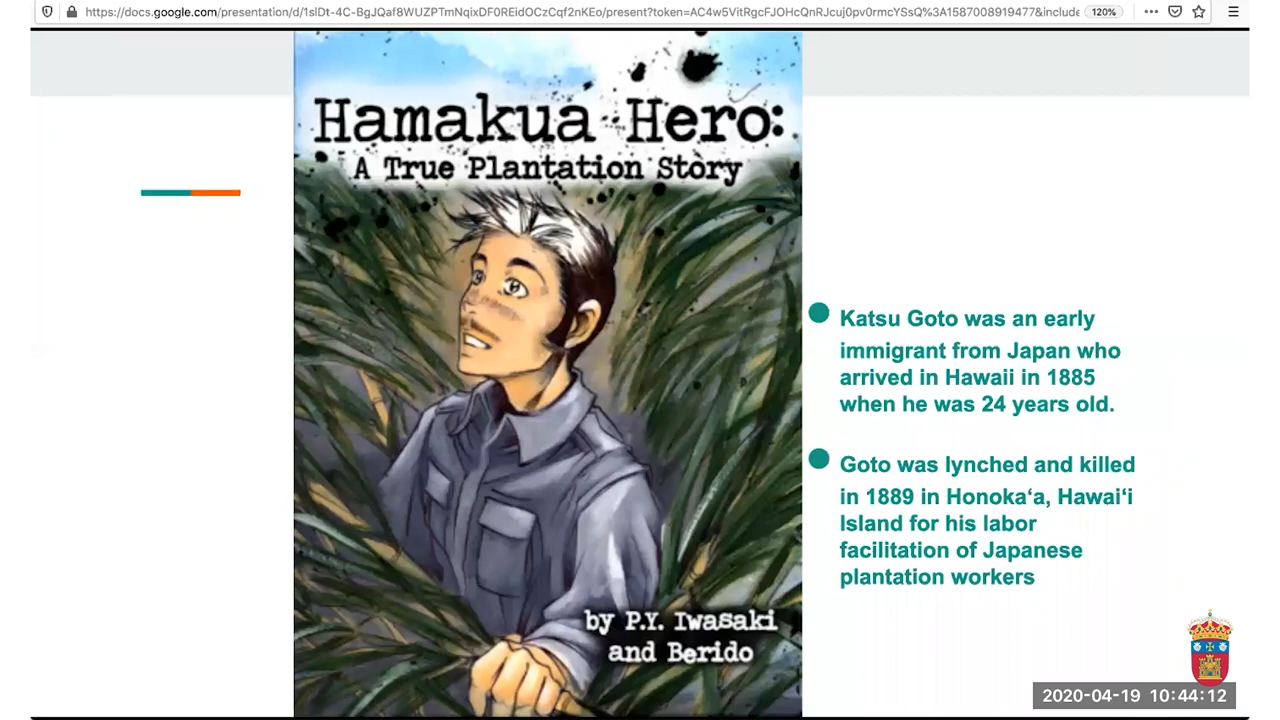 https://docs.google.com/presentation/d/1slDt-4C-BgJQaf8WUZPTmNqixDF0REidOCzCqf2nKEo/present?token=AC4w5VitRgcFJOHcQnRJcuj0pv0rmcYSsQ%3A1587008919477&include
120%
Hamakua Hero:
A True Plantation Story
Katsu Goto was an early
immigrant from Japan who
arrived in Hawaii in 1885
when he was 24 years old.
Goto was lynched and killed
in 1889 in Honokaʻa, Hawaiʻi
Island for his labor
facilitation of Japanese
plantation workers
by P.Y. Iwasaki
and Berido
2020-04-19 10:44:12